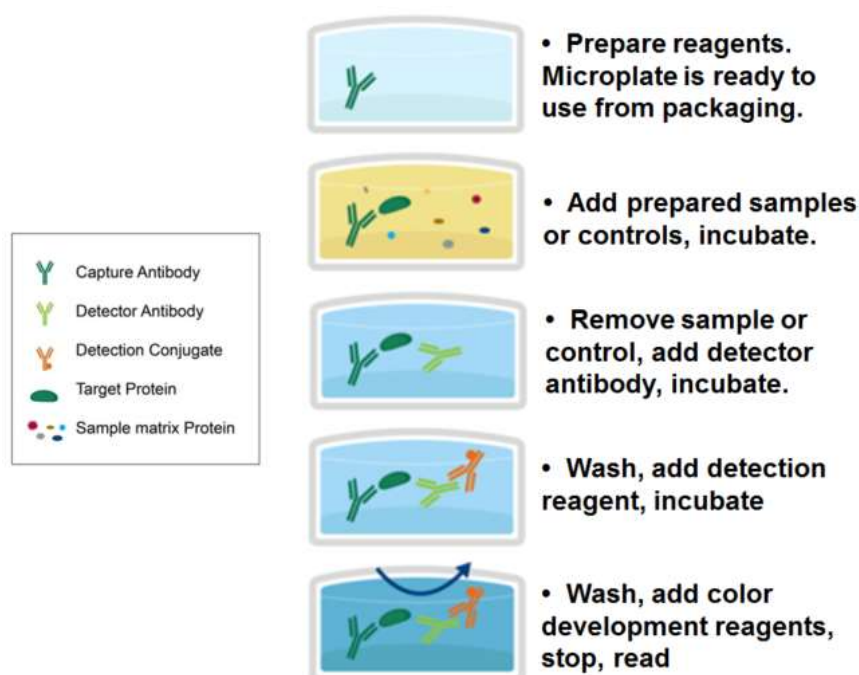 • Prepare reagents.
Microplate is ready to
use from packaging.
• Add prepared samples
or controls, incubate.
Capture Antibody
Detector Antibody
Detection Conjugate
Target Protein
Sample matrix Protein
• Remove sample or
control, add detector
antibody, incubate.
• Wash, add detection
reagent, incubate
• Wash, add color
development reagents,
stop, read